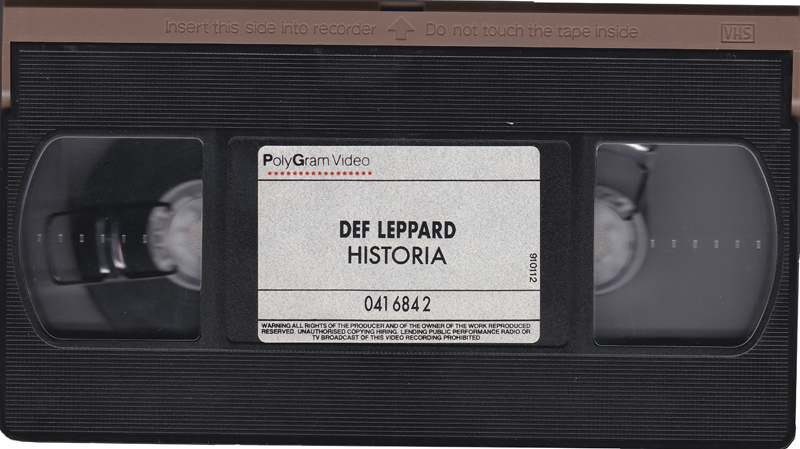 Insert this side into recorder Do not touch the tape inside VHS
PolyGram Video
DEF LEPPARD
HISTORIA
910112
041 684 2
WARNING ALL RIGHTS OF THE PRODUCER AND OF THE OWNER OF THE WORK REPRODUCED
RESERVED. UNAUTHORISED COPYING HIRING. LENDING PUBLIC PERFORMANCE RADIO OR
TV BROADCAST OF THIS VIDEO RECORDING PROHIBITED